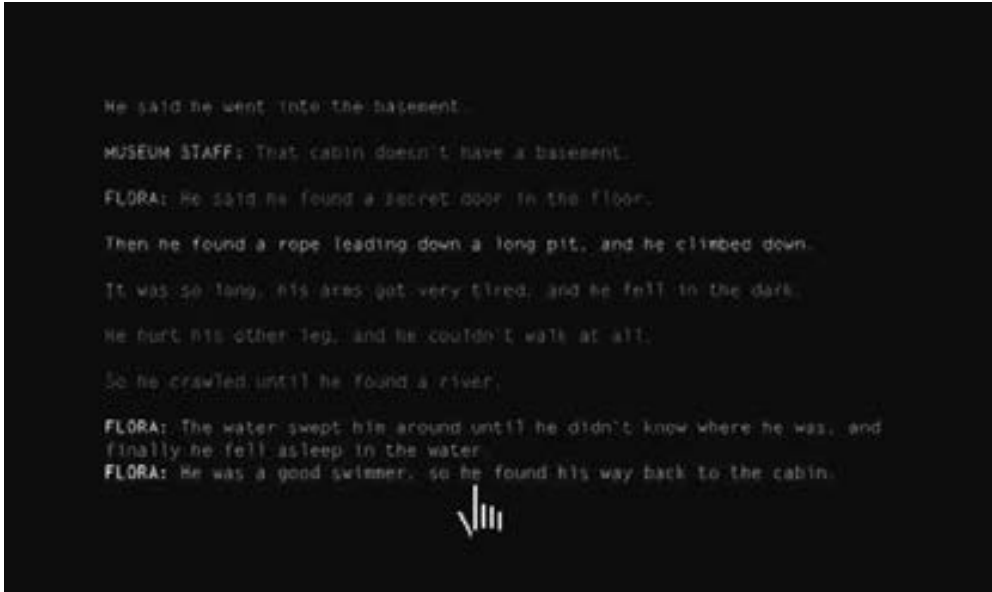 He said he went into the basement.
MUSEUM STAFF: That cabin doesn't have a basement.
FLORA: He said he found a secret door in the floor.
Then he found a rope leading down a long pit, and he climbed down.
It was so long, his arms got very tired, and he fell in the dark.
He hurt his other leg, and he couldn't walk at all.
So he crawled until he found a river.
FLORA: The water swept him around until he didn't know where he was, and
finally he fell asleep in the water.
FLORA: He was a good swimmer, so he found his way back to the cabin.